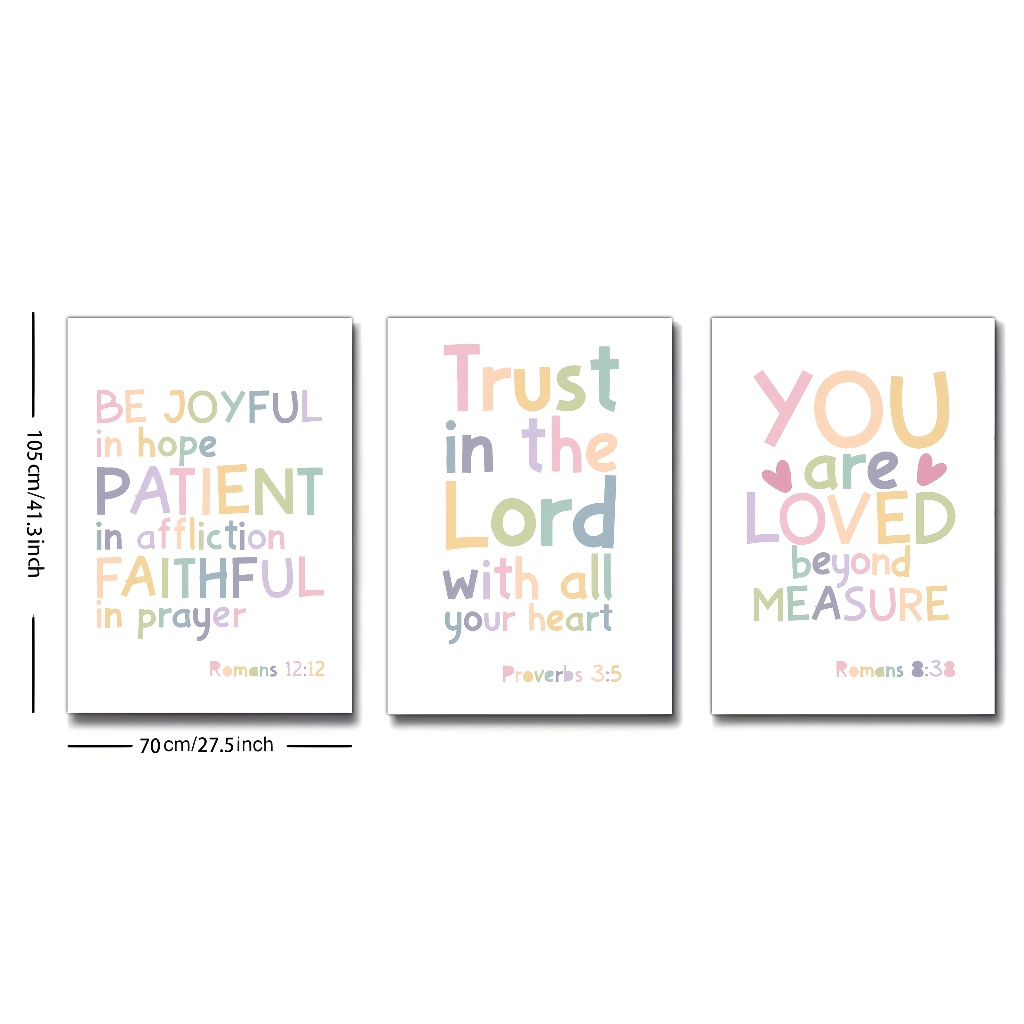 105cm/41.3inch
BE JOYFUL
in hope
PATIENT
in affliction
FAITHFUL
in prayer
Romans 12:12
70cm/27.5inch
Trust
in the
Lord
with all
your heart
Proverbs 3:5
YOU
are
LOVED
beyond
MEASURE
Romans 8:38